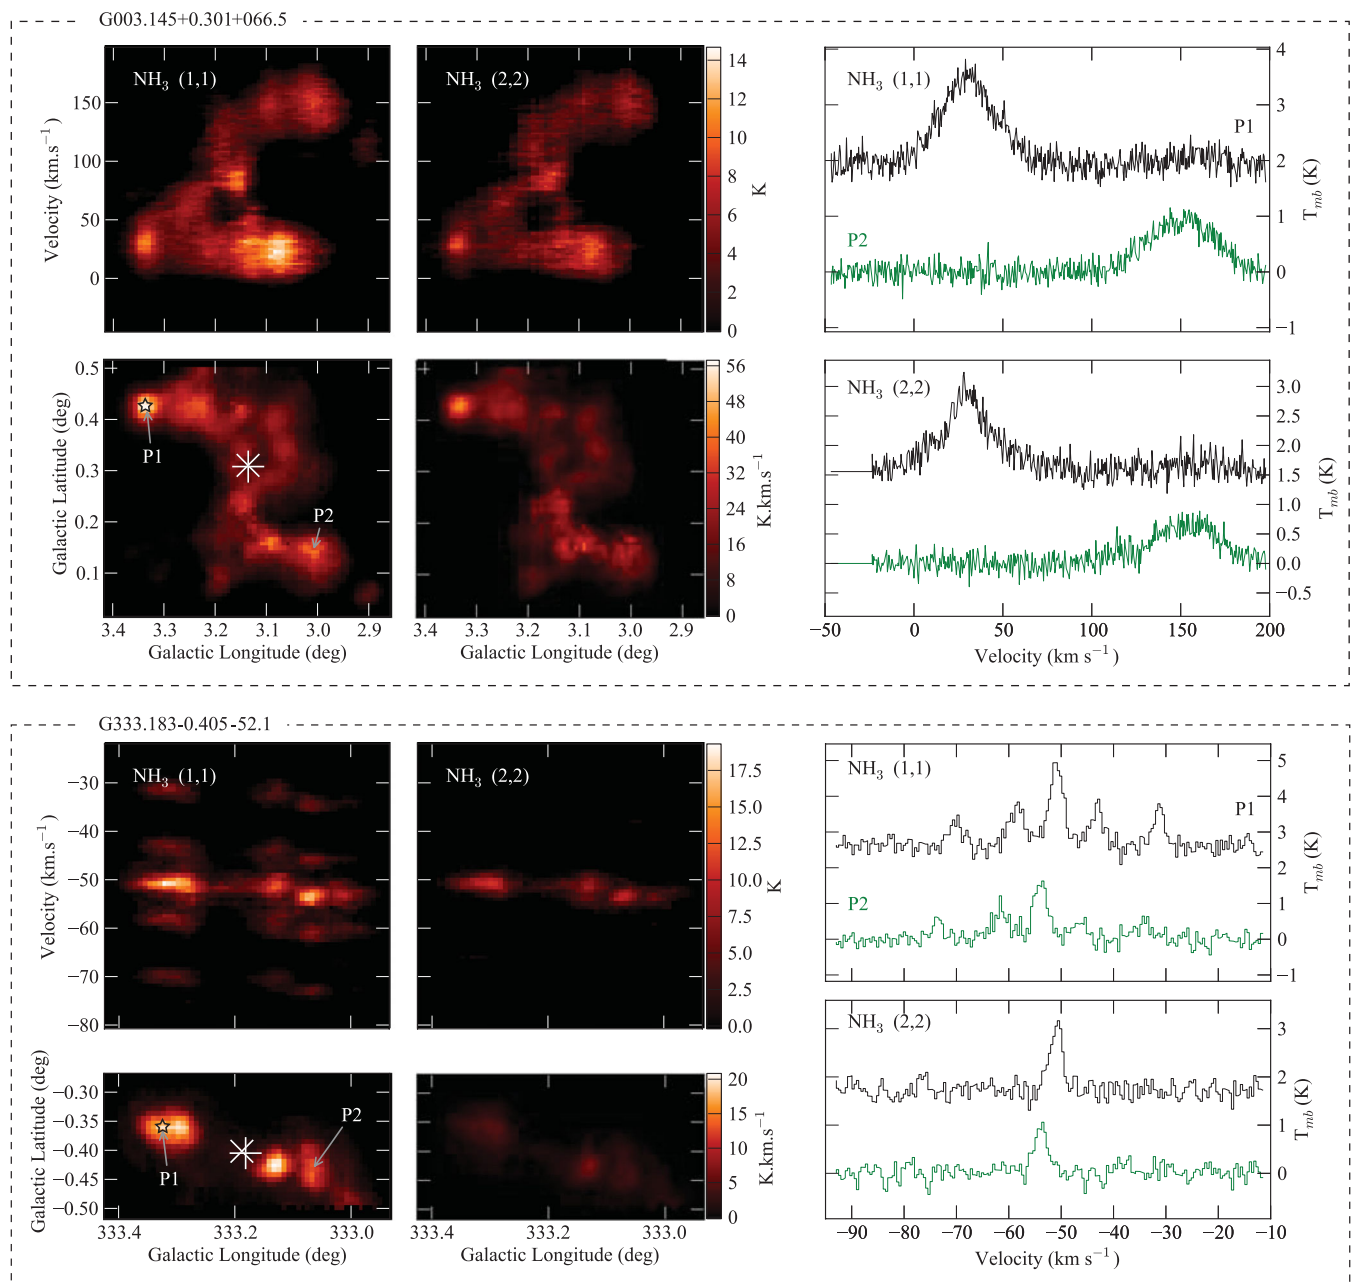 G003.145+0.301+066.5
NH₃ (1,1)
NH₃ (2,2)
Velocity (km.s⁻¹)
150
100
50
0
14
12
10
8
6
4
2
0
K
NH₃ (1,1)
P1
P2
4
3
2
1
0
−1
T_mb (K)
Galactic Latitude (deg)
0.5
0.4
0.3
0.2
0.1
P1
P2
3.4 3.3 3.2 3.1 3.0 2.9
Galactic Longitude (deg)
3.4 3.3 3.2 3.1 3.0 2.9
Galactic Longitude (deg)
56
48
40
32
24
16
8
0
K.km.s⁻¹
NH₃ (2,2)
3.0
2.5
2.0
1.5
1.0
0.5
0.0
−0.5
T_mb (K)
−50 0 50 100 150 200
Velocity (km s⁻¹)
G333.183-0.405-52.1
NH₃ (1,1)
NH₃ (2,2)
Velocity (km.s⁻¹)
−30
−40
−50
−60
−70
−80
17.5
15.0
12.5
10.0
7.5
5.0
2.5
0.0
K
NH₃ (1,1)
P1
P2
5
4
3
2
1
0
−1
T_mb (K)
Galactic Latitude (deg)
−0.30
−0.35
−0.40
−0.45
−0.50
P1
P2
333.4 333.2 333.0
Galactic Longitude (deg)
333.4 333.2 333.0
Galactic Longitude (deg)
20
15
10
5
0
K.km.s⁻¹
NH₃ (2,2)
3
2
1
0
−1
T_mb (K)
−90 −80 −70 −60 −50 −40 −30 −20 −10
Velocity (km s⁻¹)